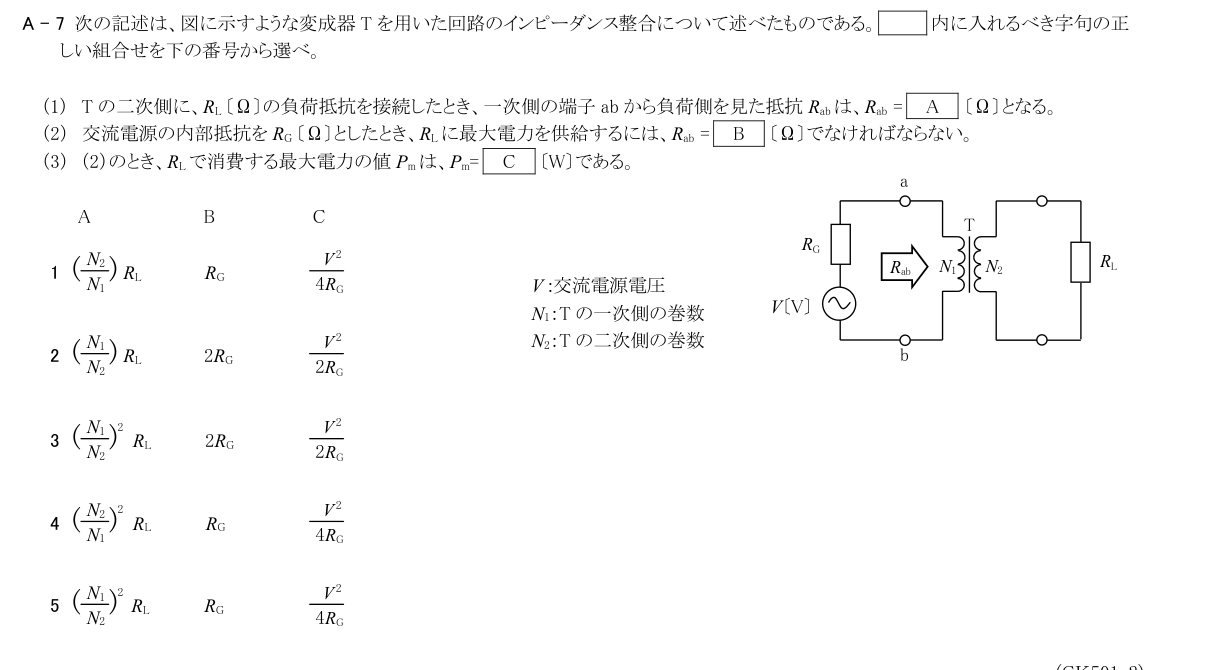 A－7 次の記述は、図に示すような変成器 T を用いた回路のインピーダンス整合について述べたものである。□内に入れるべき字句の正
しい組合せを下の番号から選べ。
(1) T の二次側に、RL〔Ω〕の負荷抵抗を接続したとき、一次側の端子 ab から負荷側を見た抵抗 Rab は、Rab = A 〔Ω〕となる。
(2) 交流電源の内部抵抗を RG〔Ω〕としたとき、RL に最大電力を供給するには、Rab = B 〔Ω〕でなければならない。
(3) (2)のとき、RL で消費する最大電力の値 Pm は、Pm= C 〔W〕である。
A B C
1 (N2/N1) RL RG V²/4RG
2 (N1/N2) RL 2RG V²/2RG
3 (N1/N2)² RL 2RG V²/2RG
4 (N2/N1)² RL RG V²/4RG
5 (N1/N2)² RL RG V²/4RG
V:交流電源電圧
N1:T の一次側の巻数
N2:T の二次側の巻数
a
T
RG
Rab
N1
N2
RL
V〔V〕
b